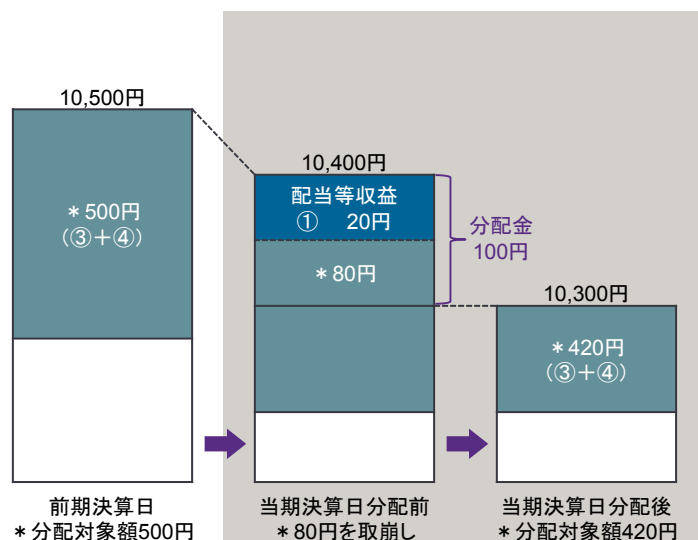 10,500円
＊500円
（③＋④）
前期決算日
＊分配対象額500円
10,400円
配当等収益
①　20円
＊80円
分配金
100円
当期決算日分配前
＊80円を取崩し
10,300円
＊420円
（③＋④）
当期決算日分配後
＊分配対象額420円